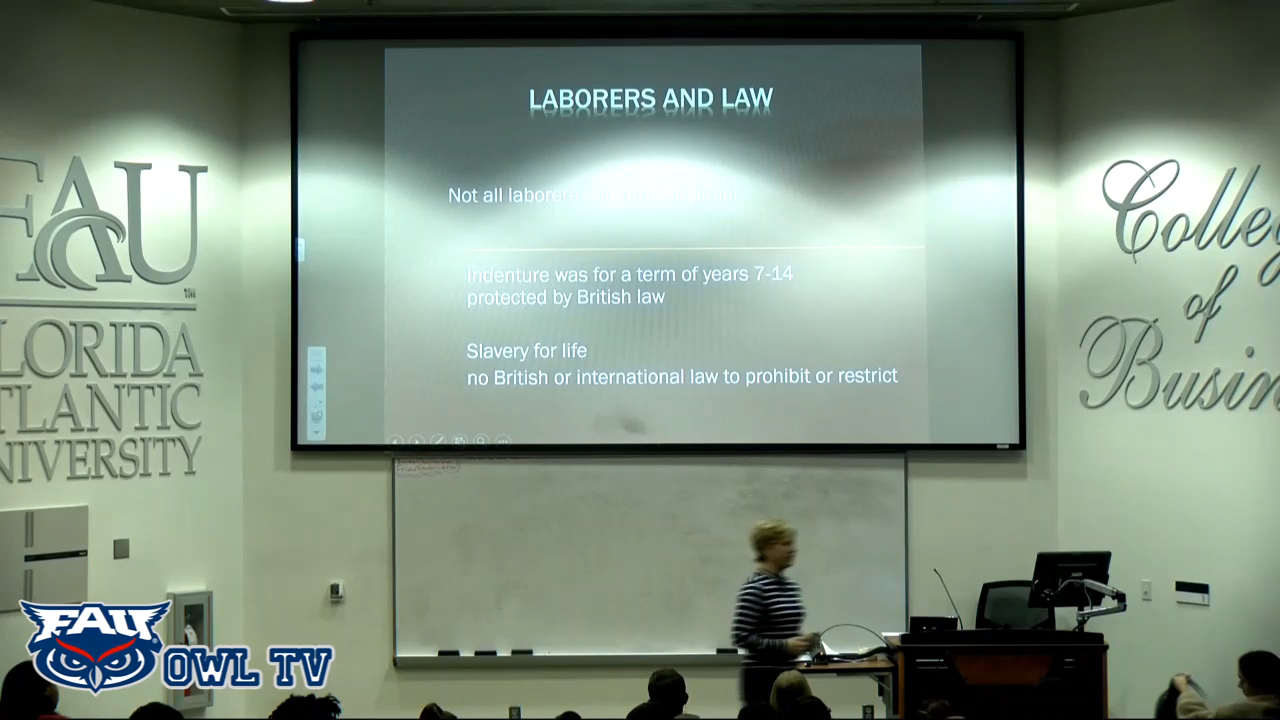 LABORERS AND LAW
Not all laborers
Indenture was for a term of years 7-14
protected by British law
Slavery for life
no British or international law to prohibit or restrict
FAU
FLORIDA
ATLANTIC
UNIVERSITY
College
of
Busin
FAU
OWL TV